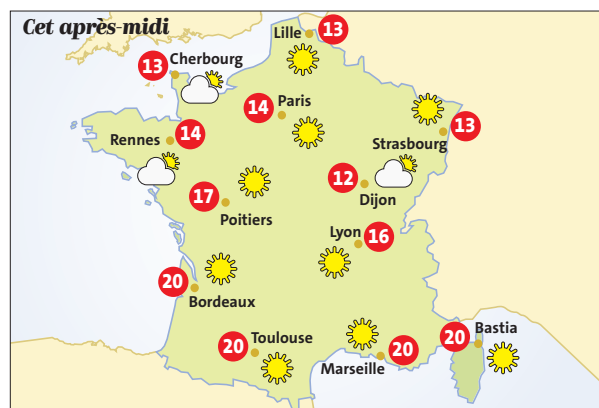 Cet après-midi
Lille 13
13 Cherbourg
14 Paris
Rennes 14
13
Strasbourg
12
Dijon
17
Poitiers
Lyon 16
20
Bordeaux
20 Toulouse
20 Bastia
20
Marseille